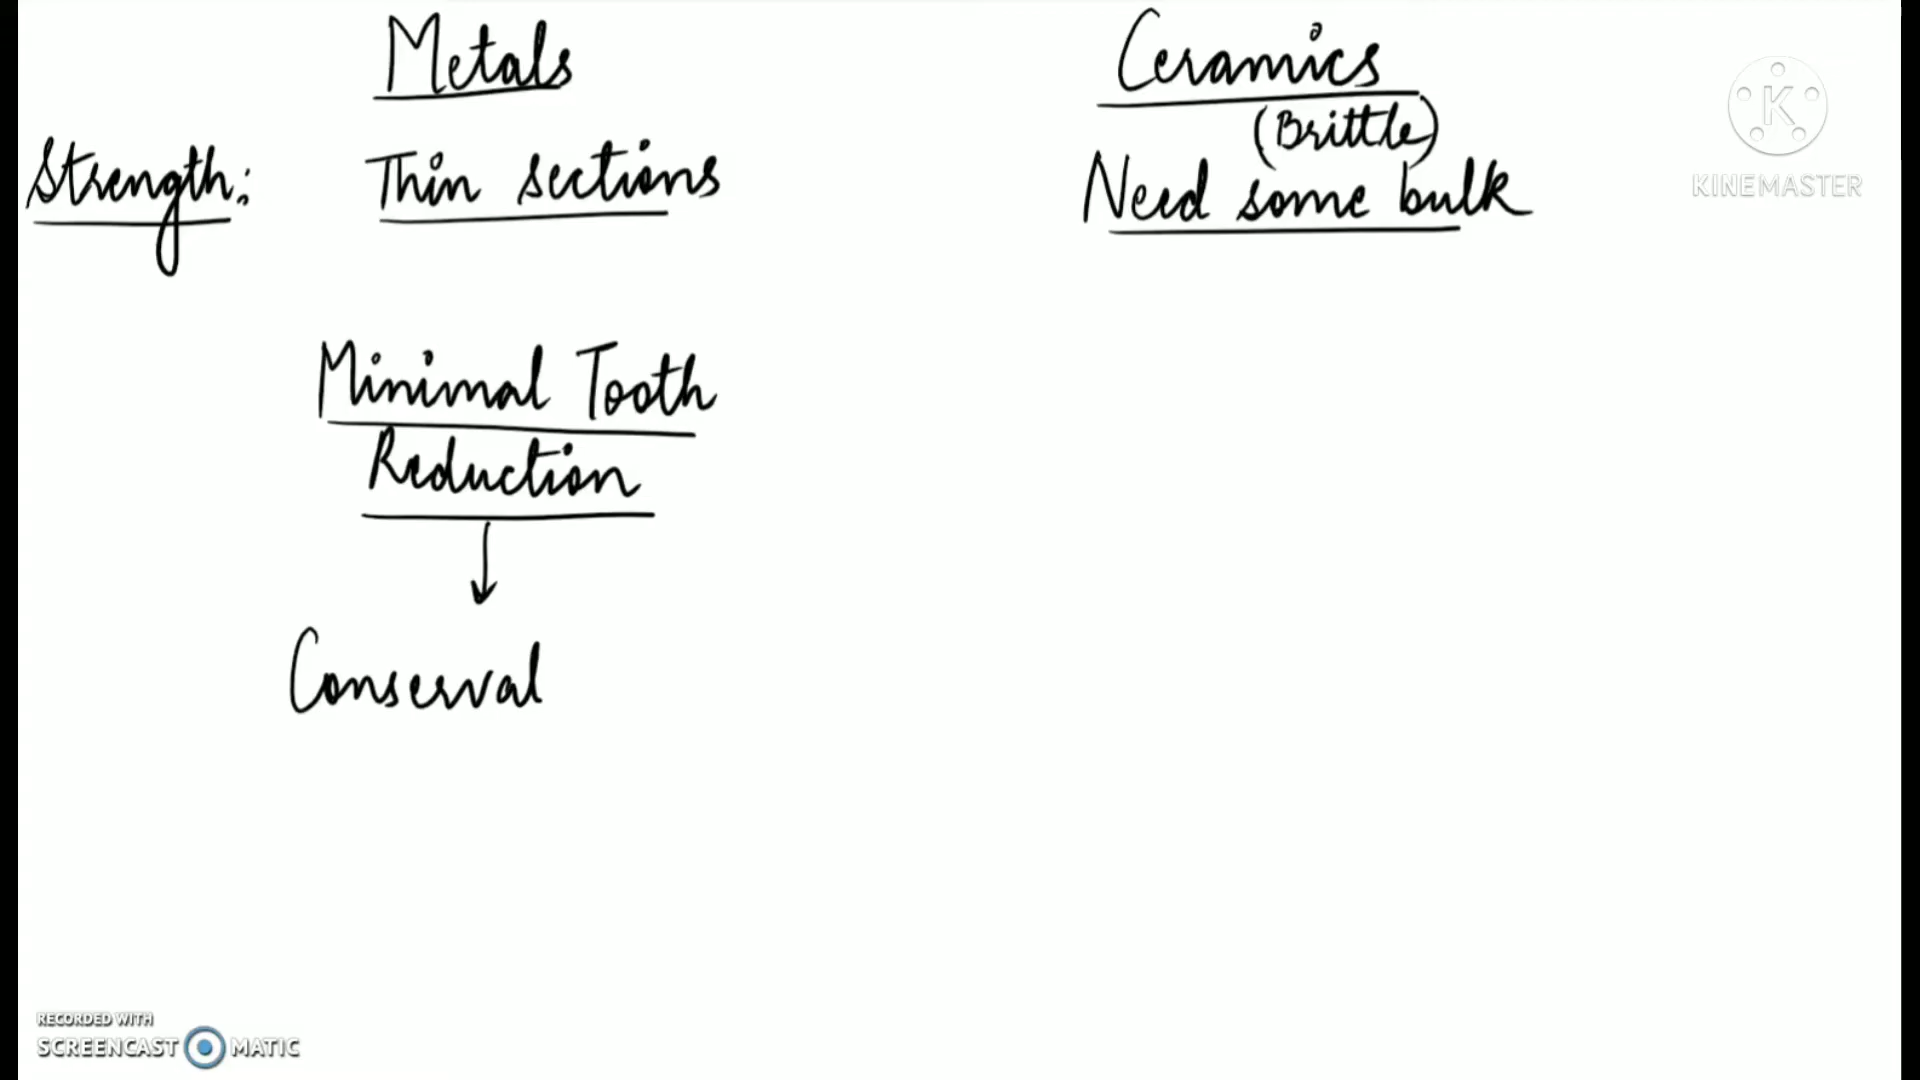 Metals
Ceramics
(Brittle)
Strength:
Thin sections
Need some bulk
Minimal Tooth
Reduction
Conserval
K
KINEMASTER
RECORDED WITH
SCREENCAST MATIC